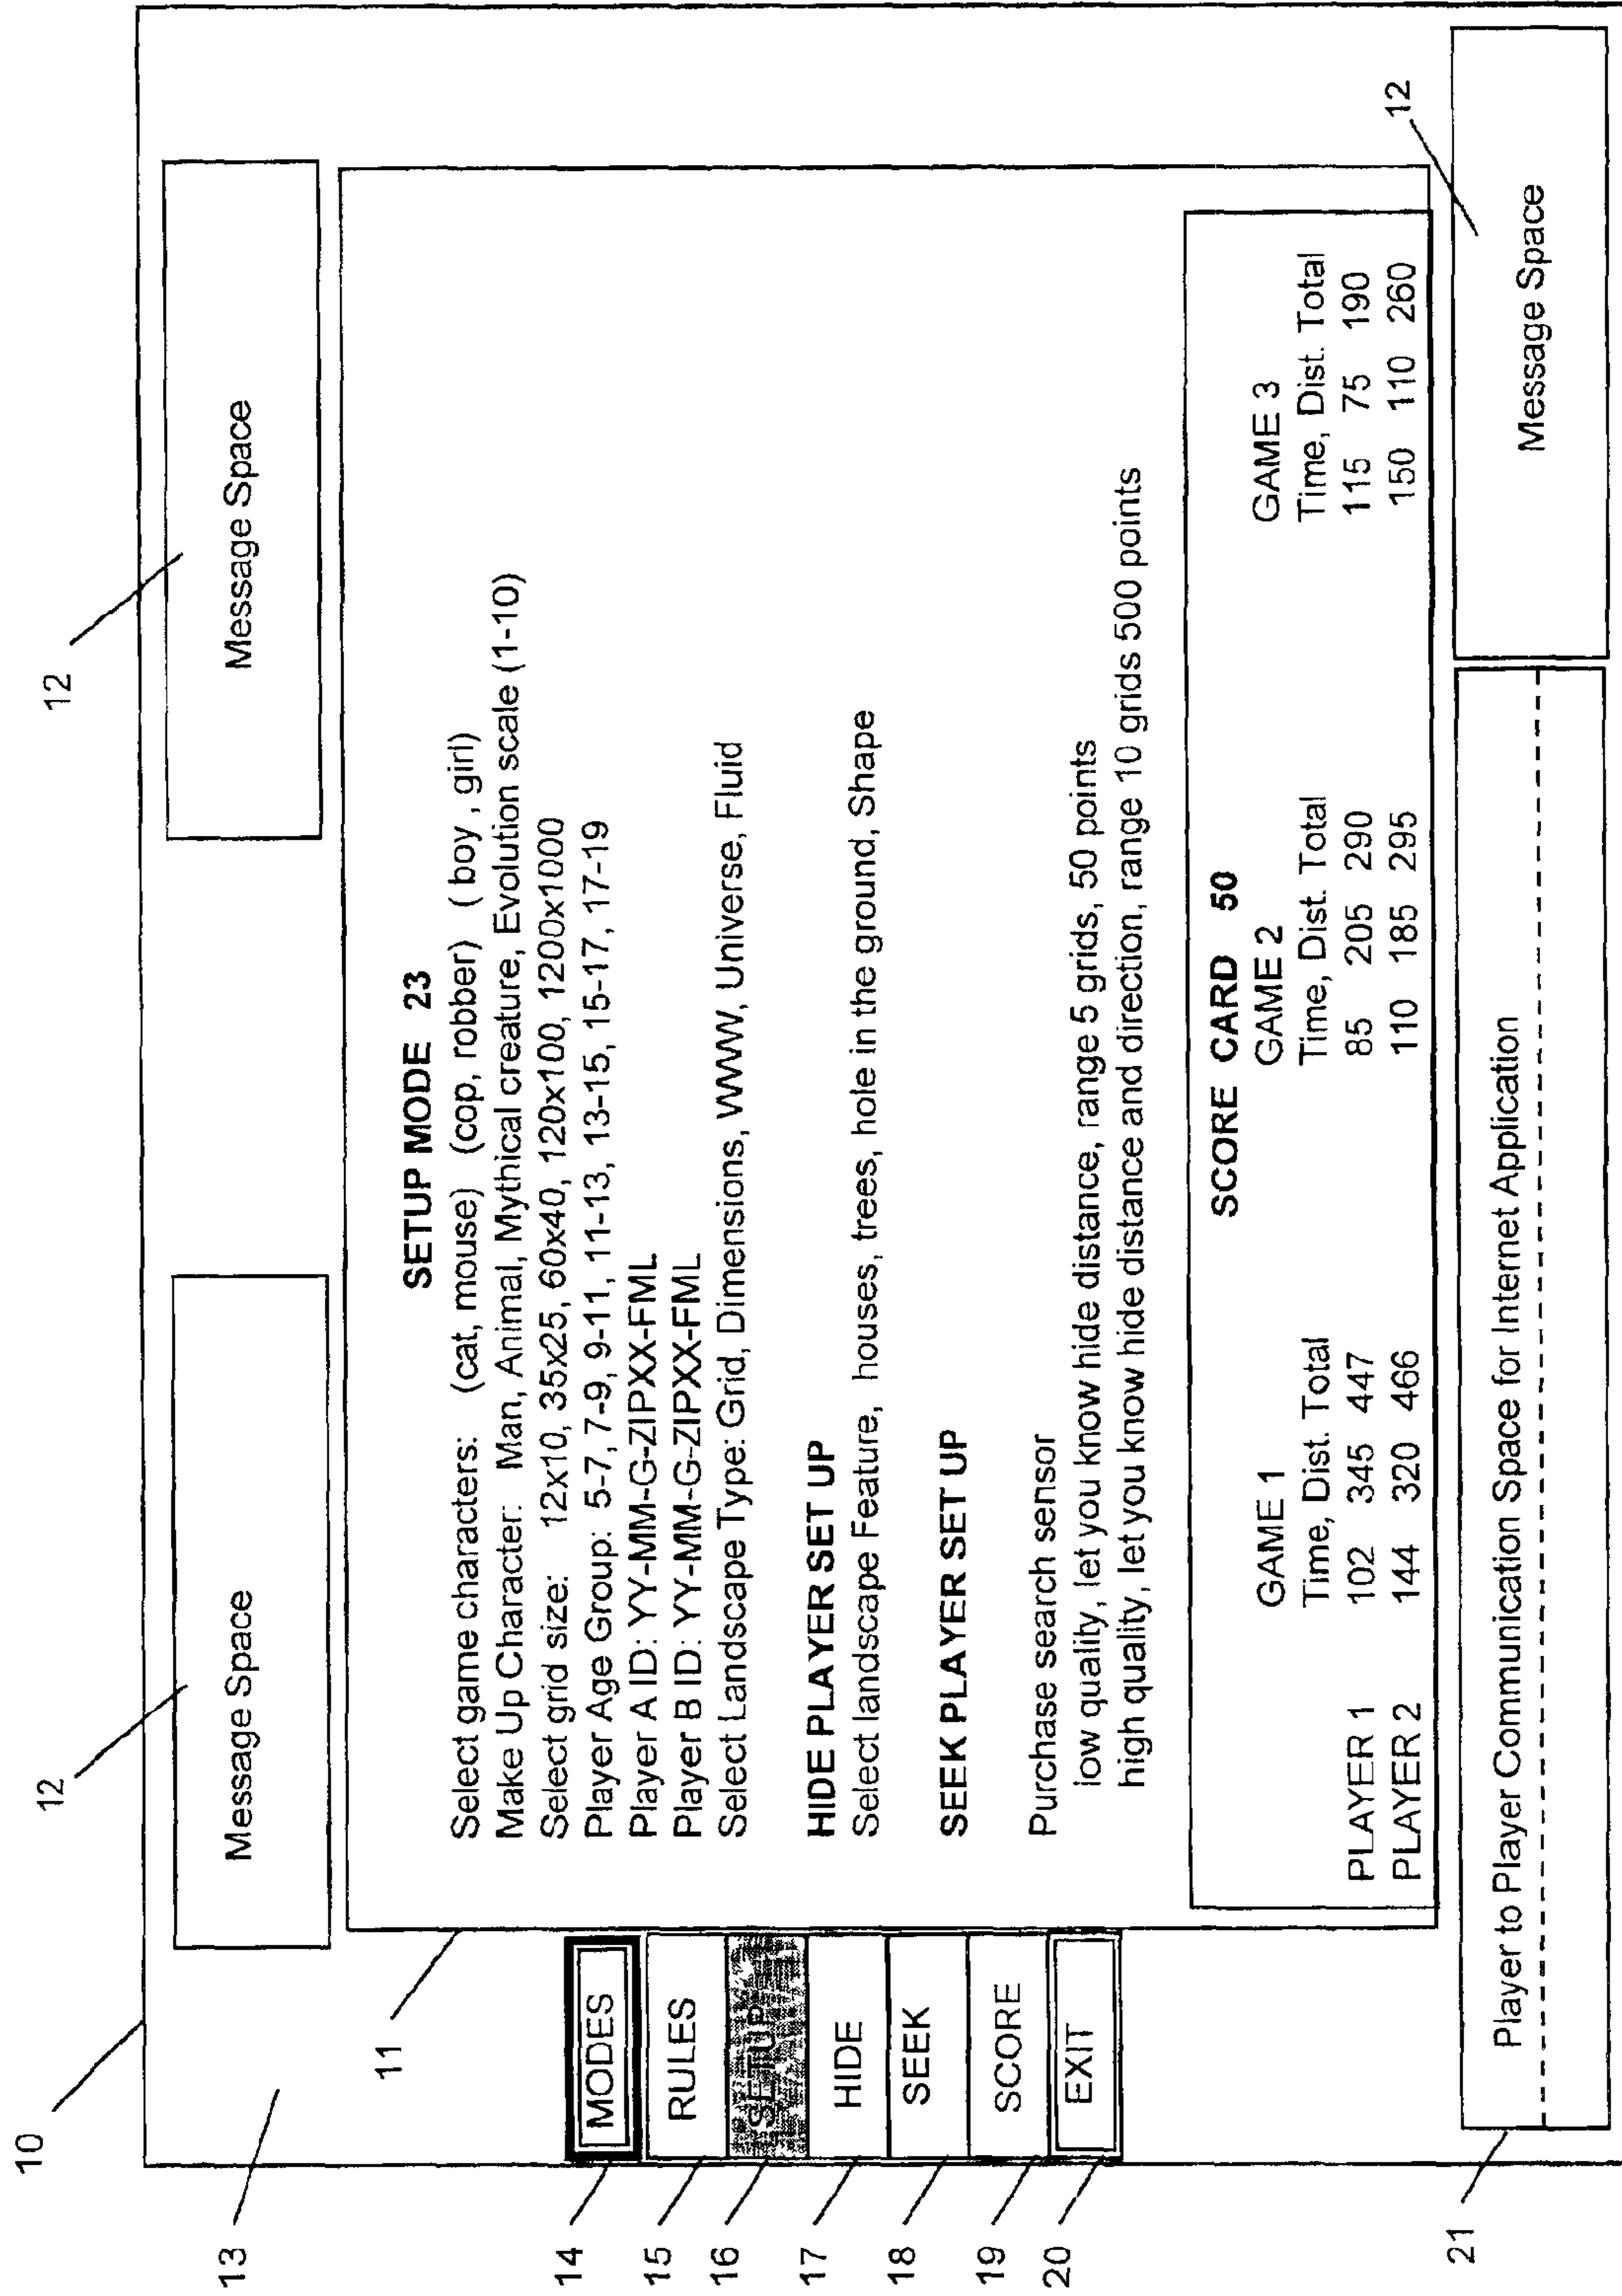 10
12
12
13
Message Space
Message Space
11
SETUP MODE 23
Select game characters: (cat, mouse) (cop, robber) ( boy , girl)
Make Up Character: Man, Animal, Mythical creature, Evolution scale (1-10)
Select grid size: 12x10, 35x25, 60x40, 120x100, 1200x1000
Player Age Group: 5-7, 7-9, 9-11, 11-13, 13-15, 15-17, 17-19
Player A ID: YY-MM-G-ZIPXX-FML
Player B ID: YY-MM-G-ZIPXX-FML
Select Landscape Type: Grid, Dimensions, WWW, Universe, Fluid
HIDE PLAYER SET UP
Select landscape Feature, houses, trees, hole in the ground, Shape
SEEK PLAYER SET UP
Purchase search sensor
low quality, let you know hide distance, range 5 grids, 50 points
high quality, let you know hide distance and direction, range 10 grids 500 points
14 MODES
15 RULES
16 SETUP
17 HIDE
18 SEEK
19 SCORE
20 EXIT
SCORE CARD 50
GAME 1 GAME 2 GAME 3
Time, Dist. Total Time, Dist. Total Time, Dist. Total
PLAYER 1 102 345 447 85 205 290 115 75 190
PLAYER 2 144 320 466 110 185 295 150 110 260
12
21
Player to Player Communication Space for Internet Application
Message Space